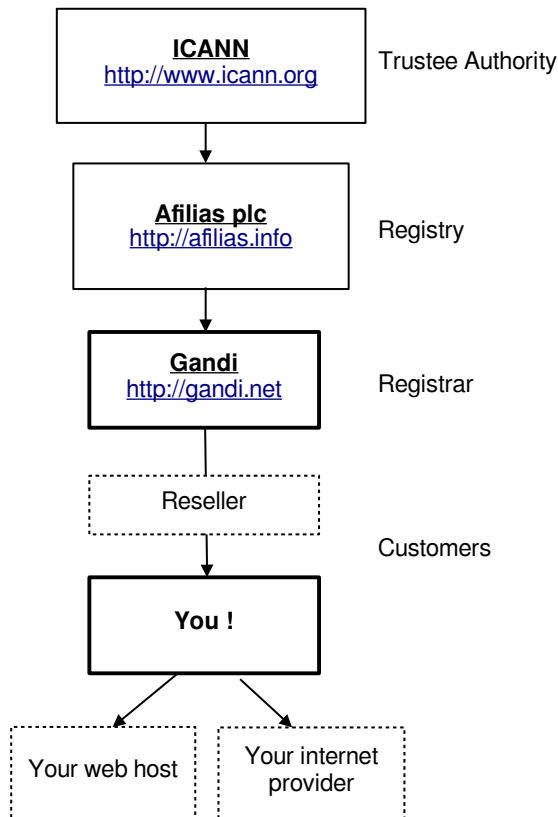 ICANN
http://www.icann.org
Trustee Authority
Afilias plc
http://afilias.info
Registry
Gandi
http://gandi.net
Registrar
Reseller
Customers
You !
Your web host
Your internet
provider